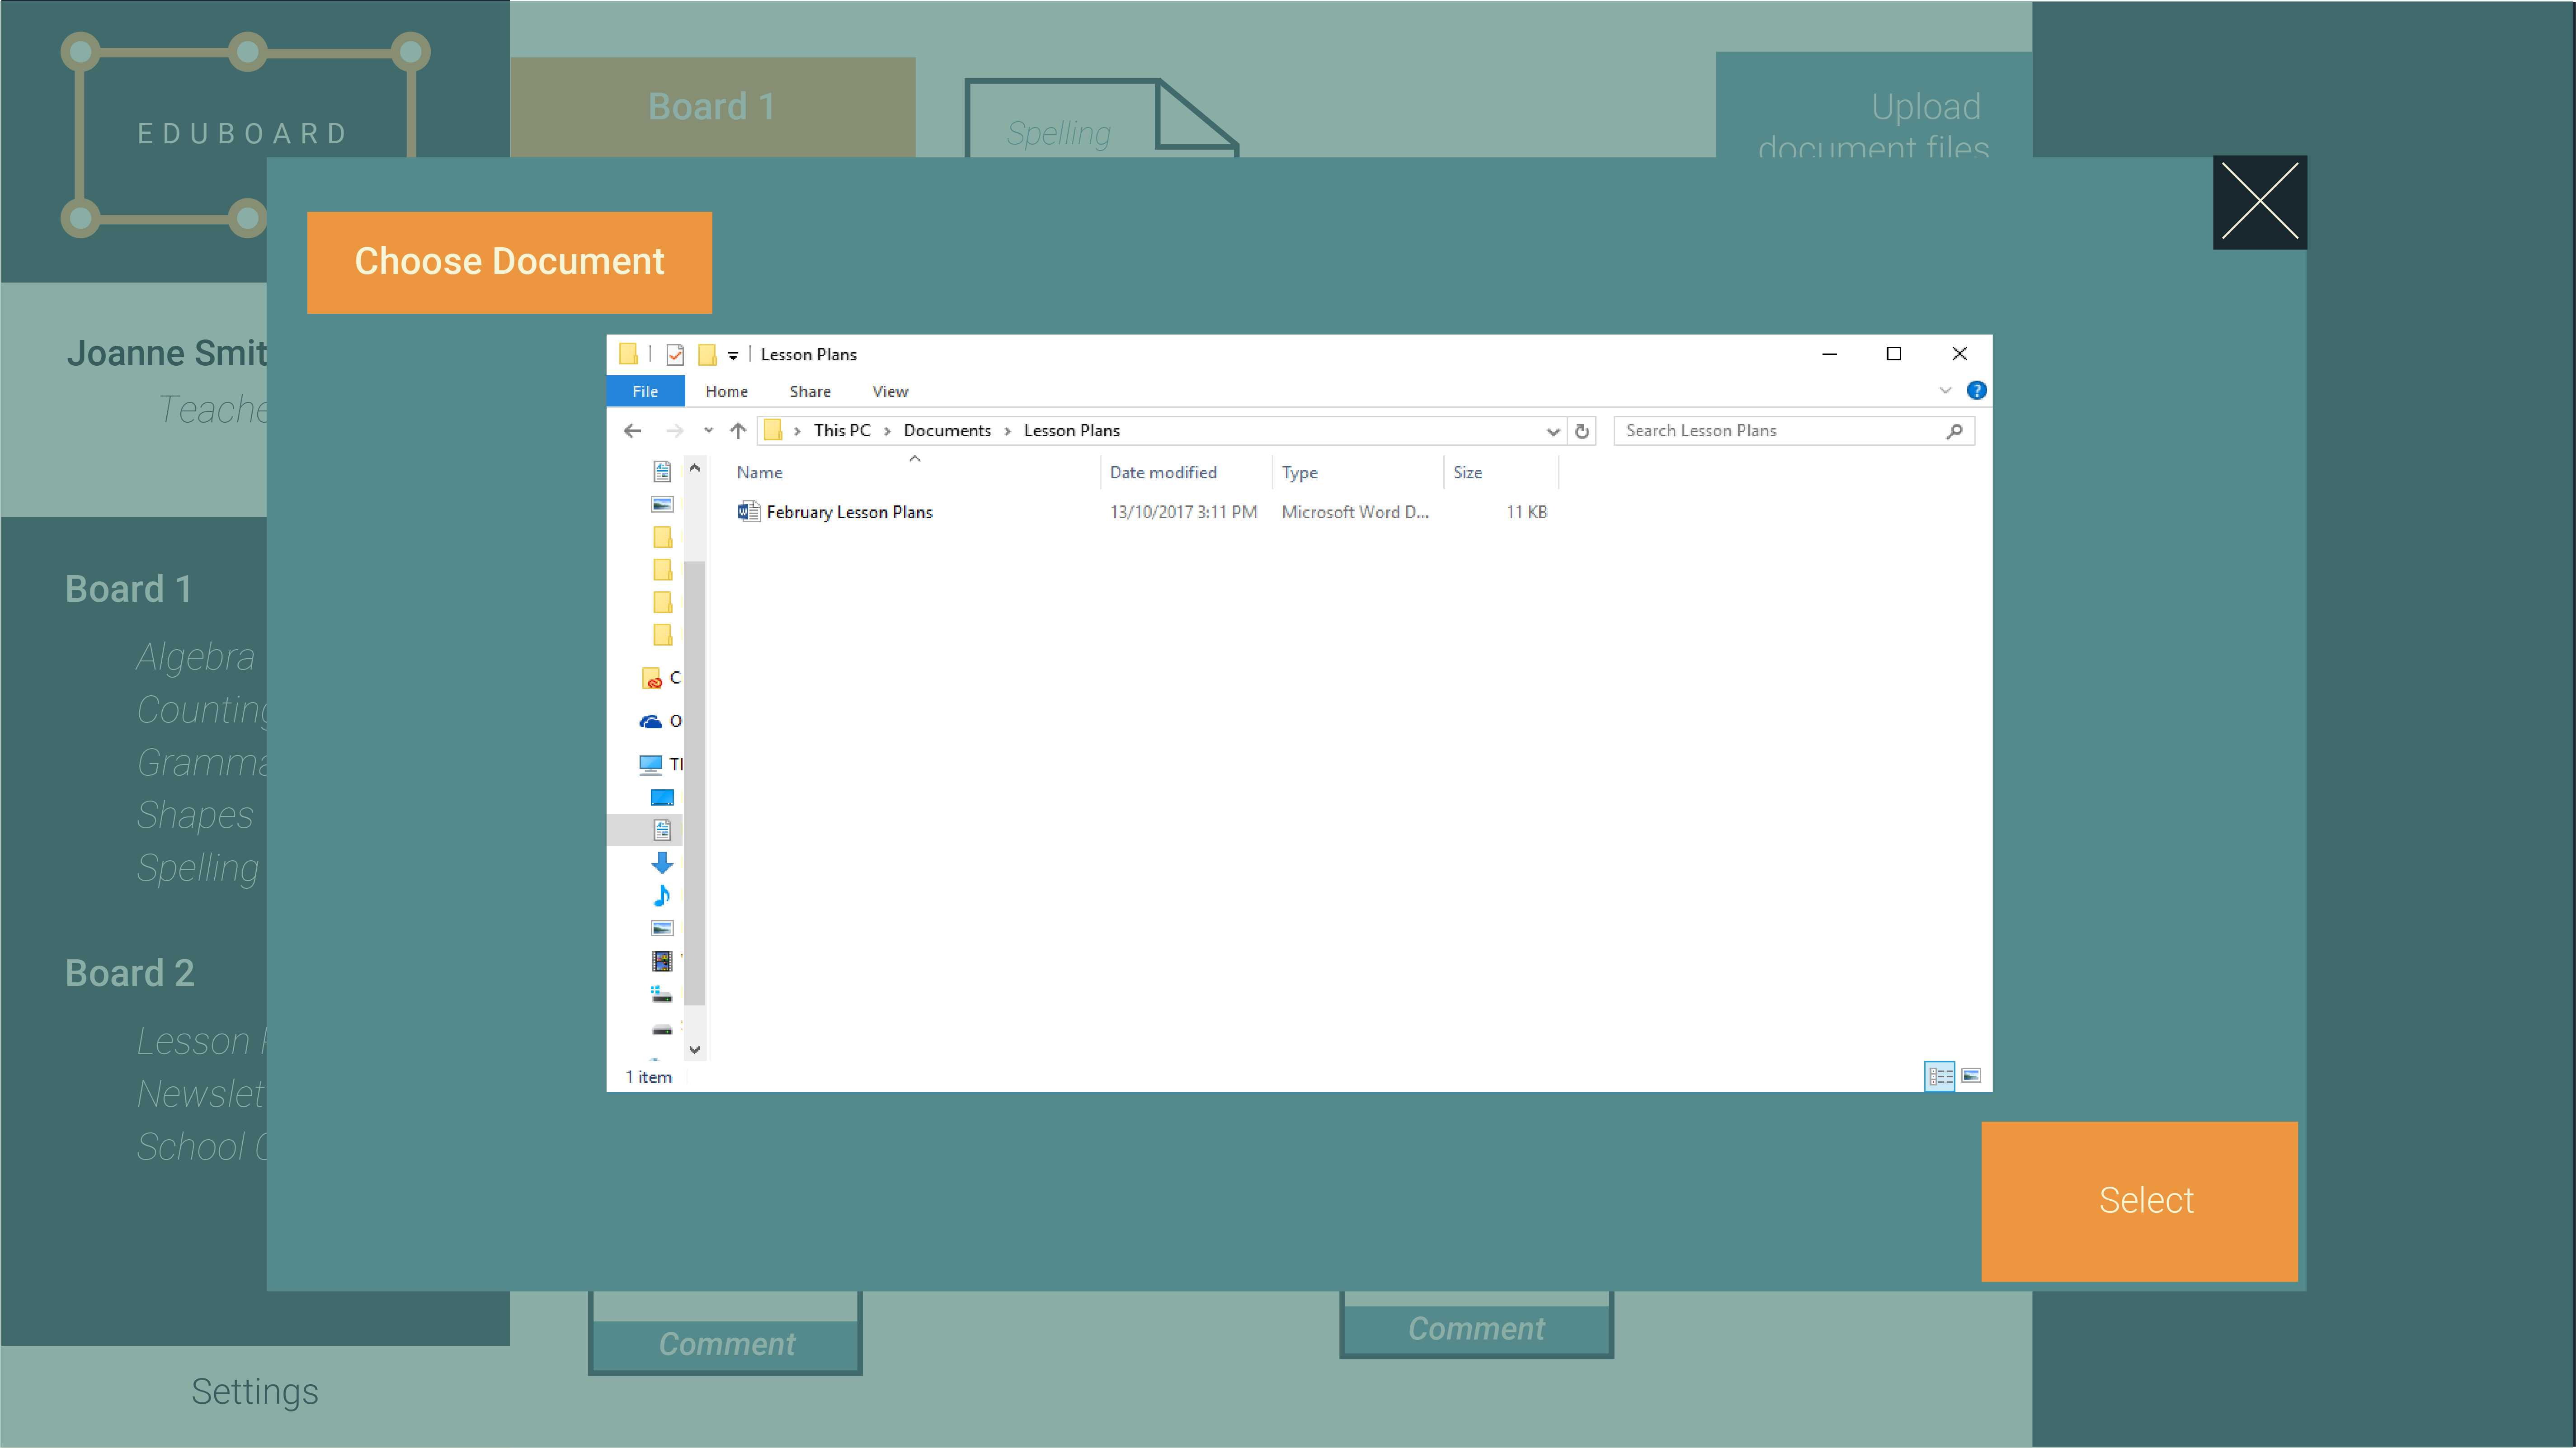 EDUBOARD
Board 1
Spelling
Upload
document files
Choose Document
Joanne Smit
Teache
Board 1
Algebra
Counting
Gramma
Shapes
Spelling
Board 2
Lesson
Newslet
School
Settings
Lesson Plans
File Home Share View
This PC Documents Lesson Plans
Search Lesson Plans
Name Date modified Type Size
February Lesson Plans 13/10/2017 3:11 PM Microsoft Word D... 11 KB
C
O
1 item
Select
Comment
Comment